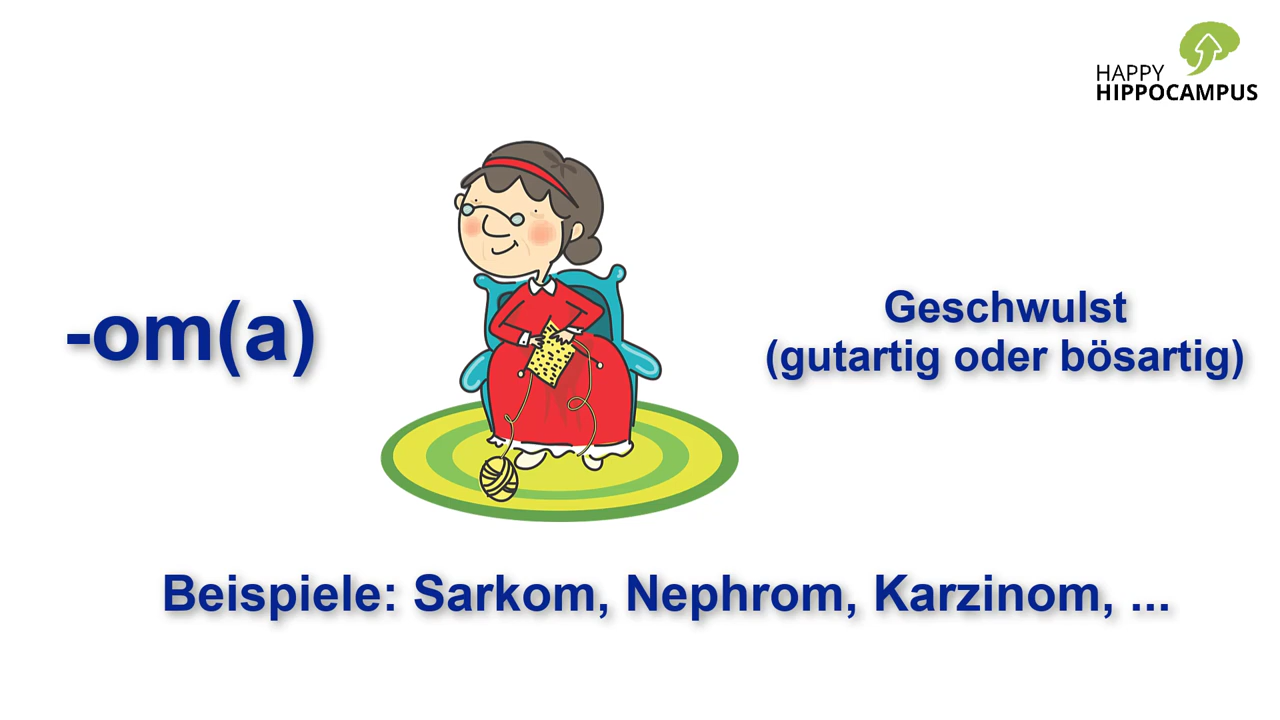 HAPPY
HIPPOCAMPUS
-om(a)
Geschwulst
(gutartig oder bösartig)
Beispiele: Sarkom, Nephrom, Karzinom, ...